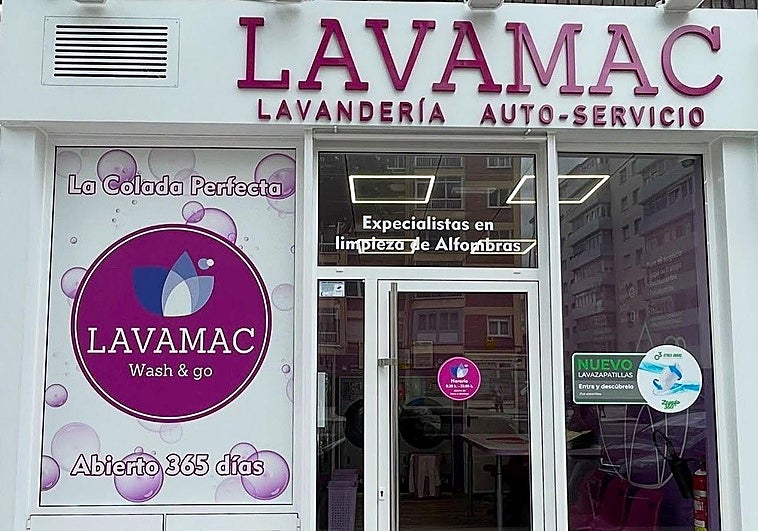 LAVAMAC
LAVANDERÍA AUTO-SERVICIO
La Colada Perfecta
LAVAMAC
Wash & go
Abierto 365 días
Expecialistas en
limpieza de Alfombras
Horario
NUEVO
LAVAZAPATILLAS
Entra y descúbrelo
360º